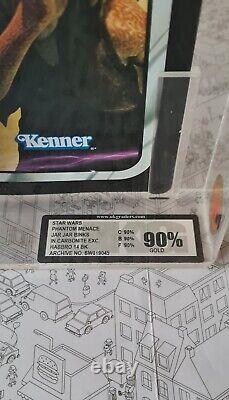 Kenner
www.ukgraders.com
STAR WARS
PHANTOM MENACE
JAR JAR BINKS
IN CARBONITE EXC
HASBRO 14 BK
ARCHIVE NO: SW019045
C 90%
B 90%
F 90%
90%
GOLD